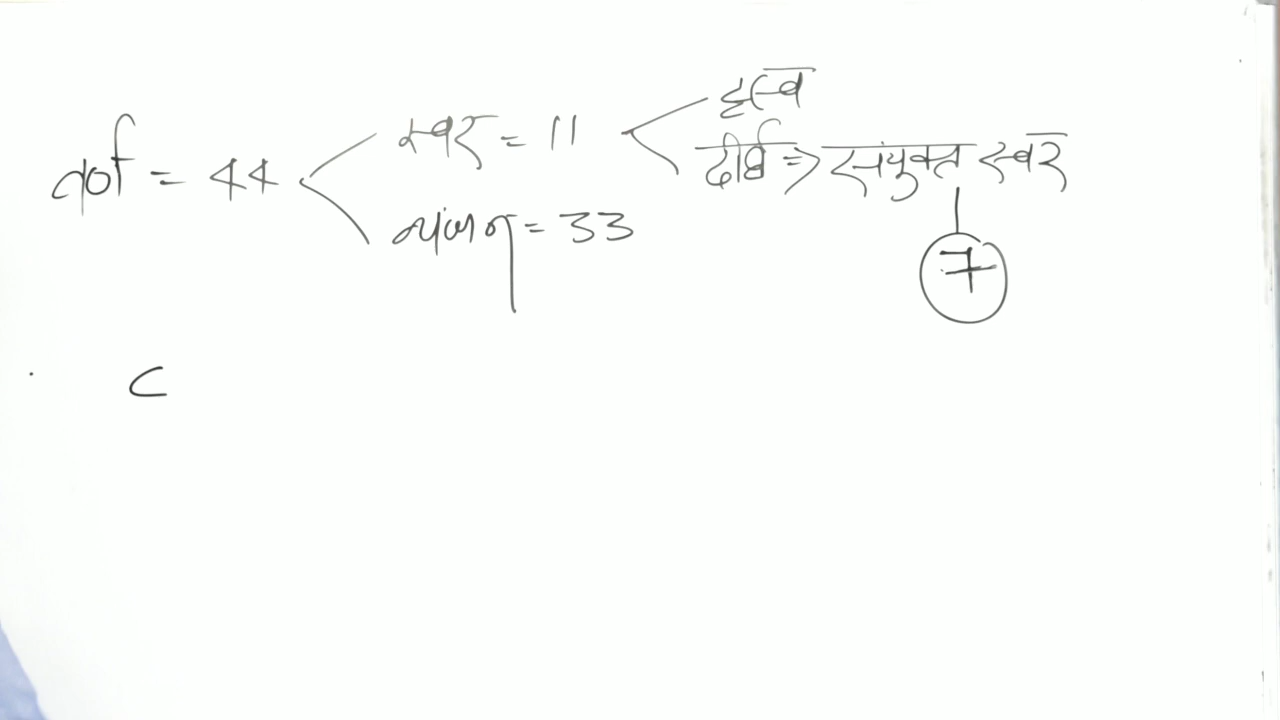 ह्रस्व
वर्ण = 44 स्वर = 11 दीर्घ => संयुक्त स्वर
व्यंजन = 33
7
C